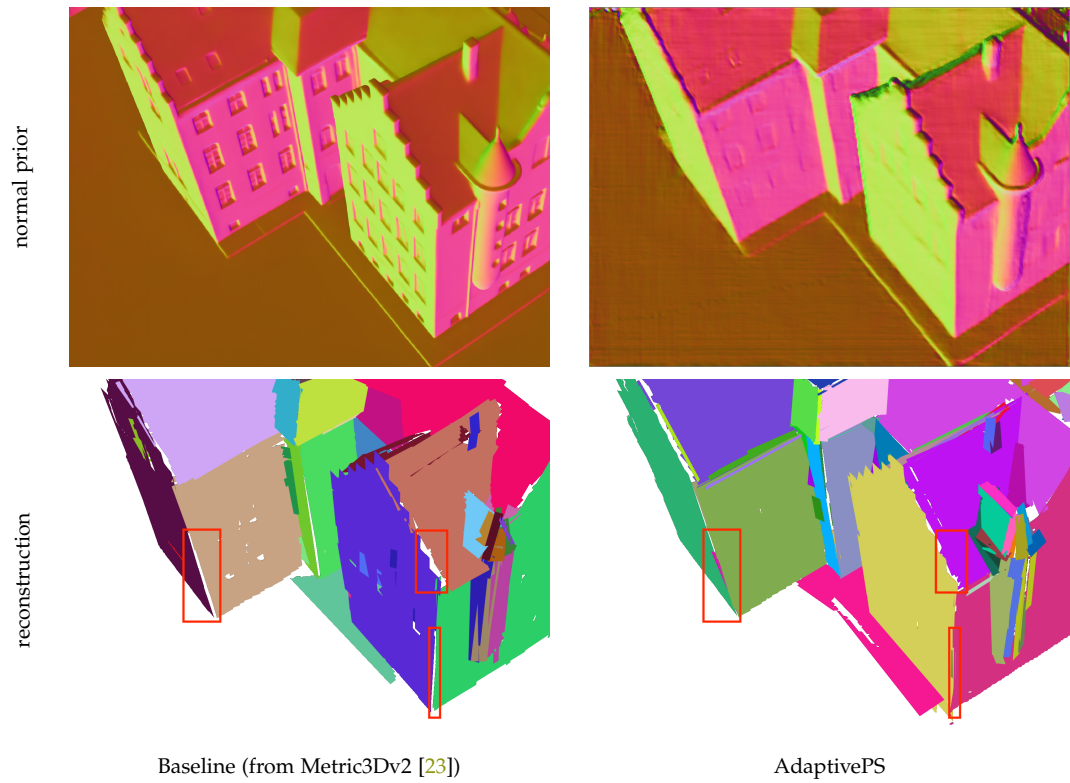 normal prior
reconstruction
Baseline (from Metric3Dv2 [23])
AdaptivePS